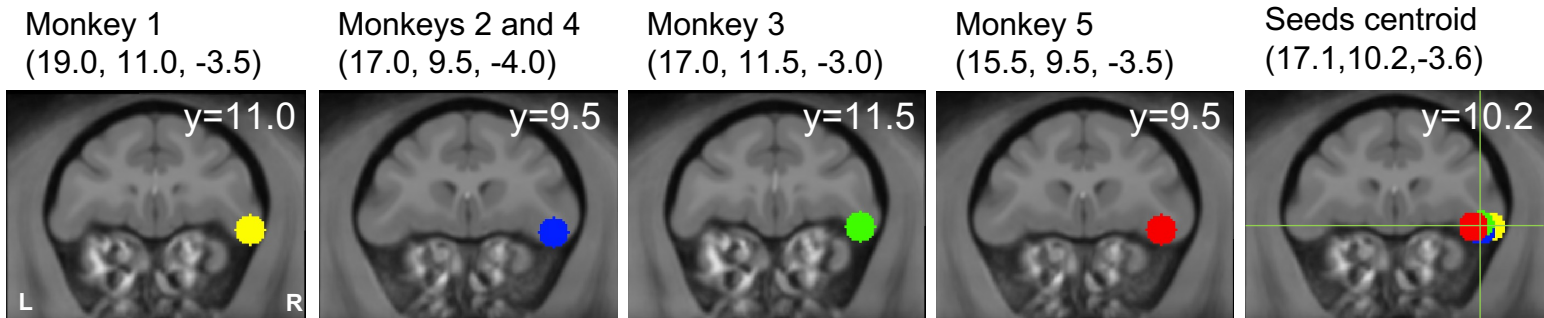 Monkey 1
(19.0, 11.0, -3.5)
y=11.0
L
R
Monkeys 2 and 4
(17.0, 9.5, -4.0)
y=9.5
Monkey 3
(17.0, 11.5, -3.0)
y=11.5
Monkey 5
(15.5, 9.5, -3.5)
y=9.5
Seeds centroid
(17.1,10.2,-3.6)
y=10.2